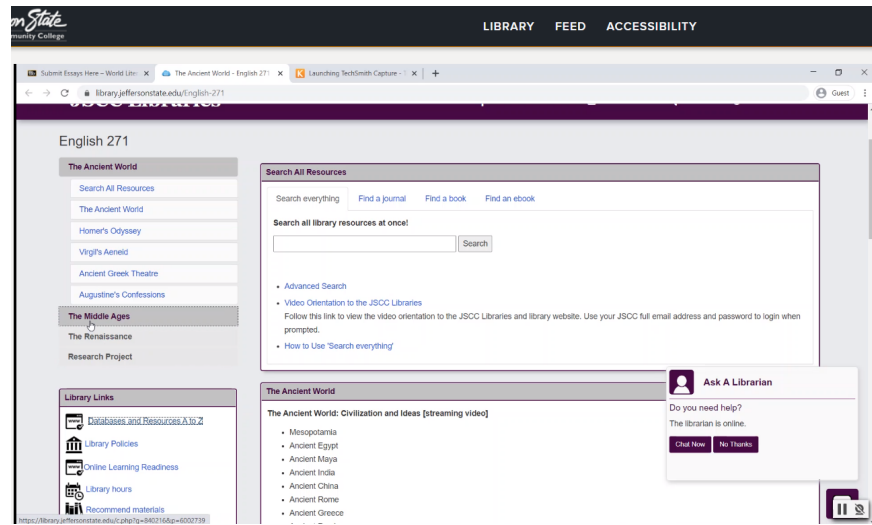 on State
munity College
LIBRARY FEED ACCESSIBILITY
Submit Essays Here – World Liter
The Ancient World - English 271
Launching TechSmith Capture -
library.jeffersonstate.edu/English-271
Guest
JSCC Libraries
English 271
The Ancient World
Search All Resources
The Ancient World
Homer's Odyssey
Virgil's Aeneid
Ancient Greek Theatre
Augustine's Confessions
The Middle Ages
The Renaissance
Research Project
Library Links
Databases and Resources A to Z
Library Policies
Online Learning Readiness
Library hours
Recommend materials
https://library.jeffersonstate.edu/c.php?g=840216&p=6002739
Search All Resources
Search everything Find a journal Find a book Find an ebook
Search all library resources at once!
Search
• Advanced Search
• Video Orientation to the JSCC Libraries
Follow this link to view the video orientation to the JSCC Libraries and library website. Use your JSCC full email address and password to login when
prompted.
• How to Use 'Search everything'
The Ancient World
The Ancient World: Civilization and Ideas [streaming video]
• Mesopotamia
• Ancient Egypt
• Ancient Maya
• Ancient India
• Ancient China
• Ancient Rome
• Ancient Greece
Ask A Librarian
Do you need help?
The librarian is online.
Chat Now No Thanks